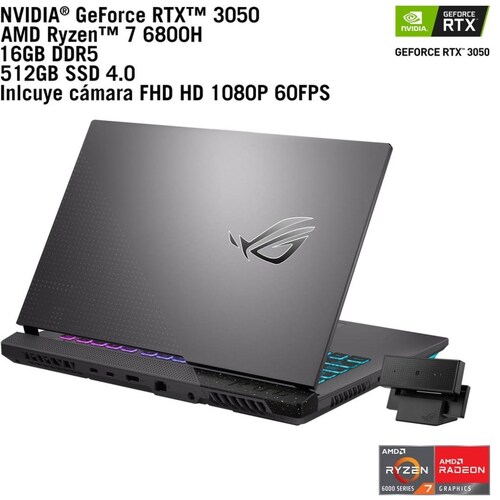 NVIDIA® GeForce RTX™ 3050
AMD Ryzen™ 7 6800H
16GB DDR5
512GB SSD 4.0
Inlcuye cámara FHD HD 1080P 60FPS
NVIDIA.
GEFORCE
RTX
GEFORCE RTX™ 3050
AMD
RYZEN
6000 SERIES 7
AMD
RADEON
GRAPHICS